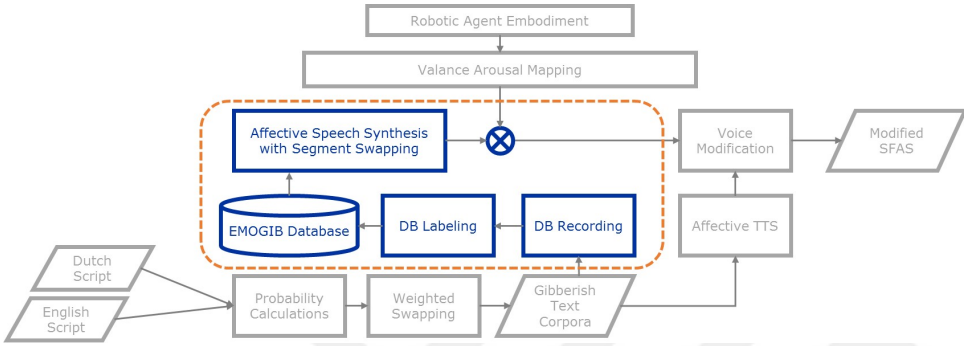 Robotic Agent Embodiment
Valance Arousal Mapping
Affective Speech Synthesis
with Segment Swapping
Voice
Modification
Modified
SFAS
EMOGIB Database
DB Labeling
DB Recording
Affective TTS
Dutch
Script
English
Script
Probability
Calculations
Weighted
Swapping
Gibberish
Text
Corpora